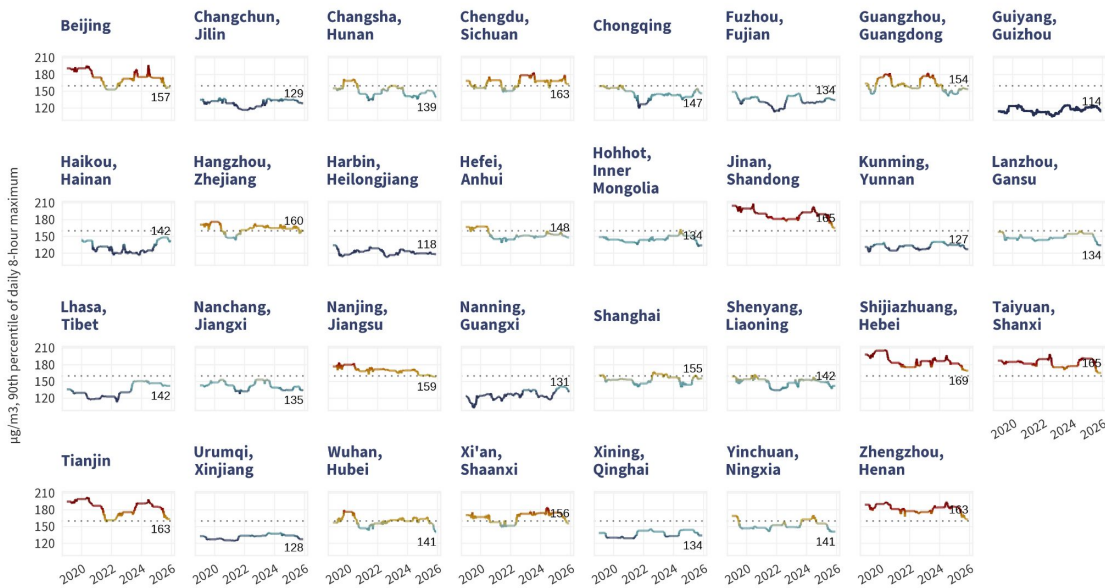 Beijing
Changchun,
Jilin
Changsha,
Hunan
Chengdu,
Sichuan
Chongqing
Fuzhou,
Fujian
Guangzhou,
Guangdong
Guiyang,
Guizhou
210
180
150
120
157
129
139
163
147
134
154
114
Haikou,
Hainan
Hangzhou,
Zhejiang
Harbin,
Heilongjiang
Hefei,
Anhui
Hohhot,
Inner
Mongolia
Jinan,
Shandong
Kunming,
Yunnan
Lanzhou,
Gansu
210
180
150
120
142
160
118
148
134
165
127
134
µg/m3, 90th percentile of daily 8-hour maximum
Lhasa,
Tibet
Nanchang,
Jiangxi
Nanjing,
Jiangsu
Nanning,
Guangxi
Shanghai
Shenyang,
Liaoning
Shijiazhuang,
Hebei
Taiyuan,
Shanxi
210
180
150
120
142
135
159
131
155
142
169
165
2020 2022 2024 2026
Tianjin
Urumqi,
Xinjiang
Wuhan,
Hubei
Xi'an,
Shaanxi
Xining,
Qinghai
Yinchuan,
Ningxia
Zhengzhou,
Henan
210
180
150
120
163
128
141
156
134
141
163
2020 2022 2024 2026
2020 2022 2024 2026
2020 2022 2024 2026
2020 2022 2024 2026
2020 2022 2024 2026
2020 2022 2024 2026
2020 2022 2024 2026